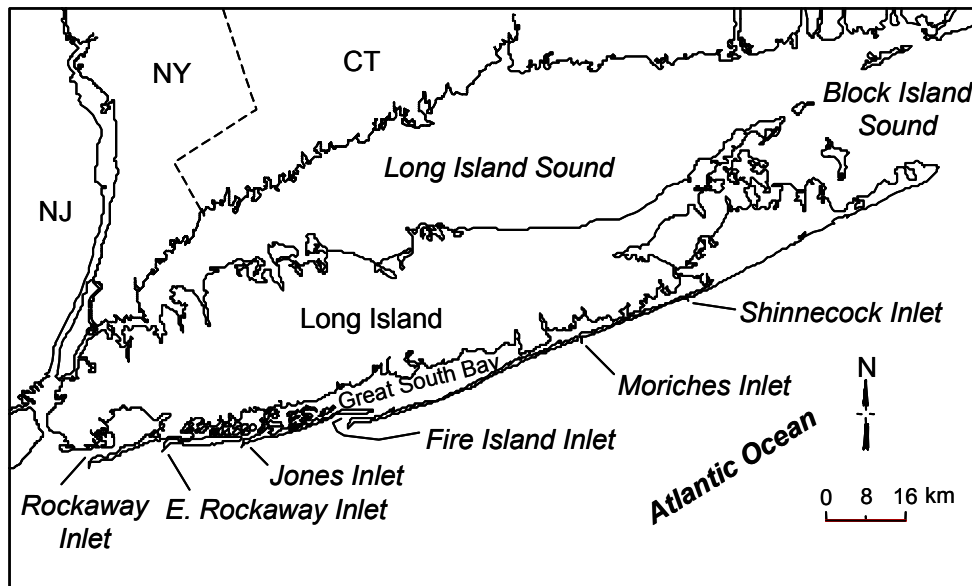 NY
CT
Block Island
Sound
Long Island Sound
NJ
Long Island
Shinnecock Inlet
Great South Bay
Moriches Inlet
N
Fire Island Inlet
Atlantic Ocean
Jones Inlet
Rockaway
Inlet
E. Rockaway Inlet
0 8 16 km